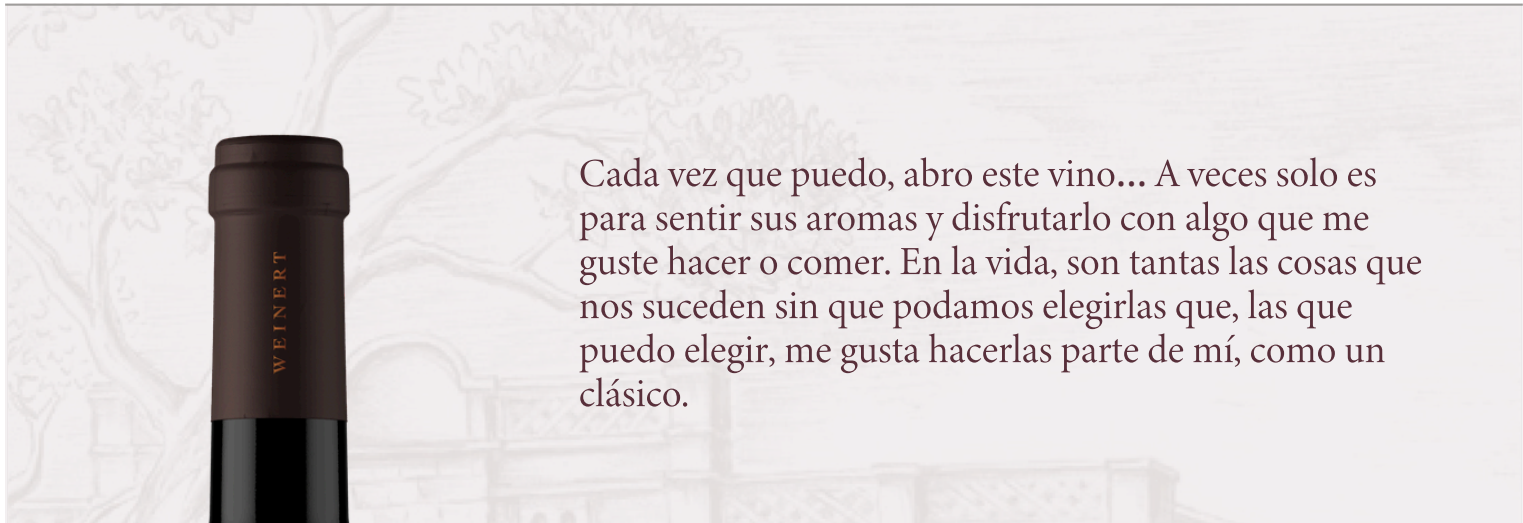 WEINERT
Cada vez que puedo, abro este vino... A veces solo es
para sentir sus aromas y disfrutarlo con algo que me
guste hacer o comer. En la vida, son tantas las cosas que
nos suceden sin que podamos elegirlas que, las que
puedo elegir, me gusta hacerlas parte de mí, como un
clásico.